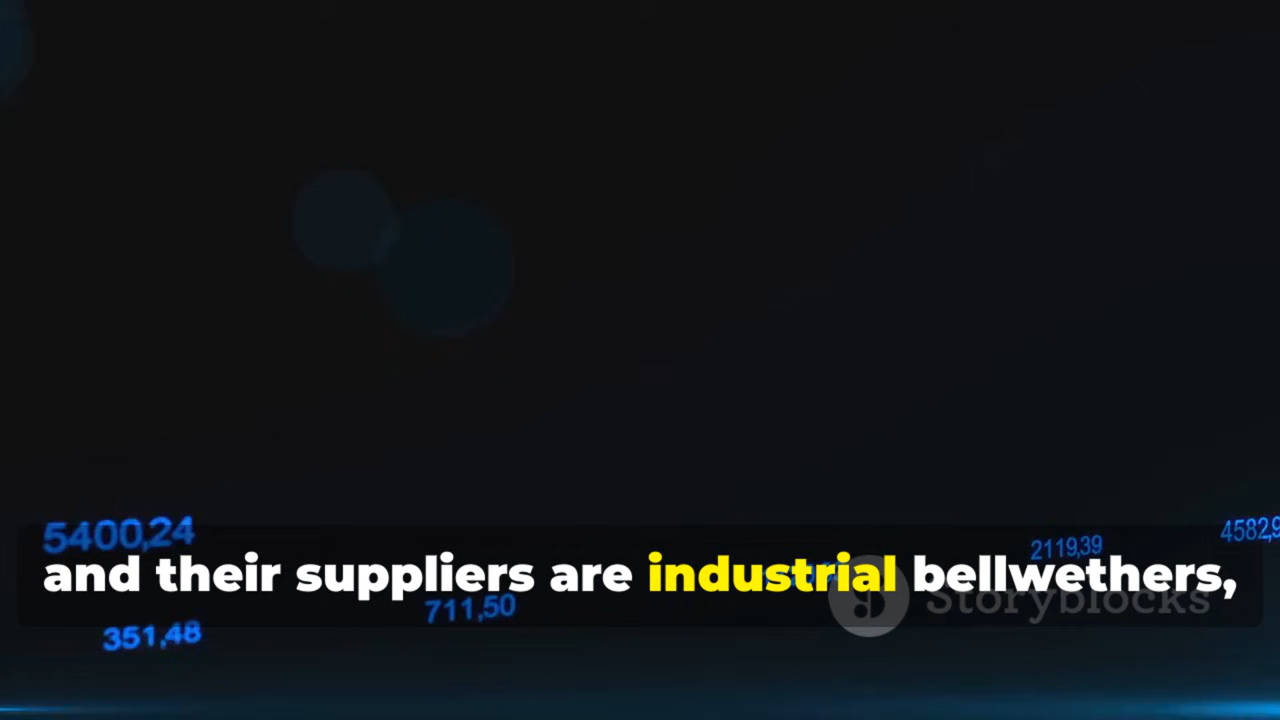 5400,24
4582,9
2119,39
and their suppliers are industrial bellwethers,
Storyblocks
711,50
351,48